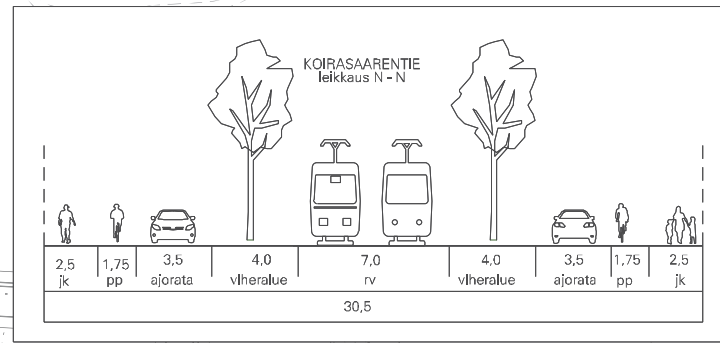 KOIRASAARENTIE
leikkaus N - N
2,5 1,75 3,5 4,0 7,0 4,0 3,5 1,75 2,5
jk pp ajorata viheralue rv viheralue ajorata pp jk
30,5